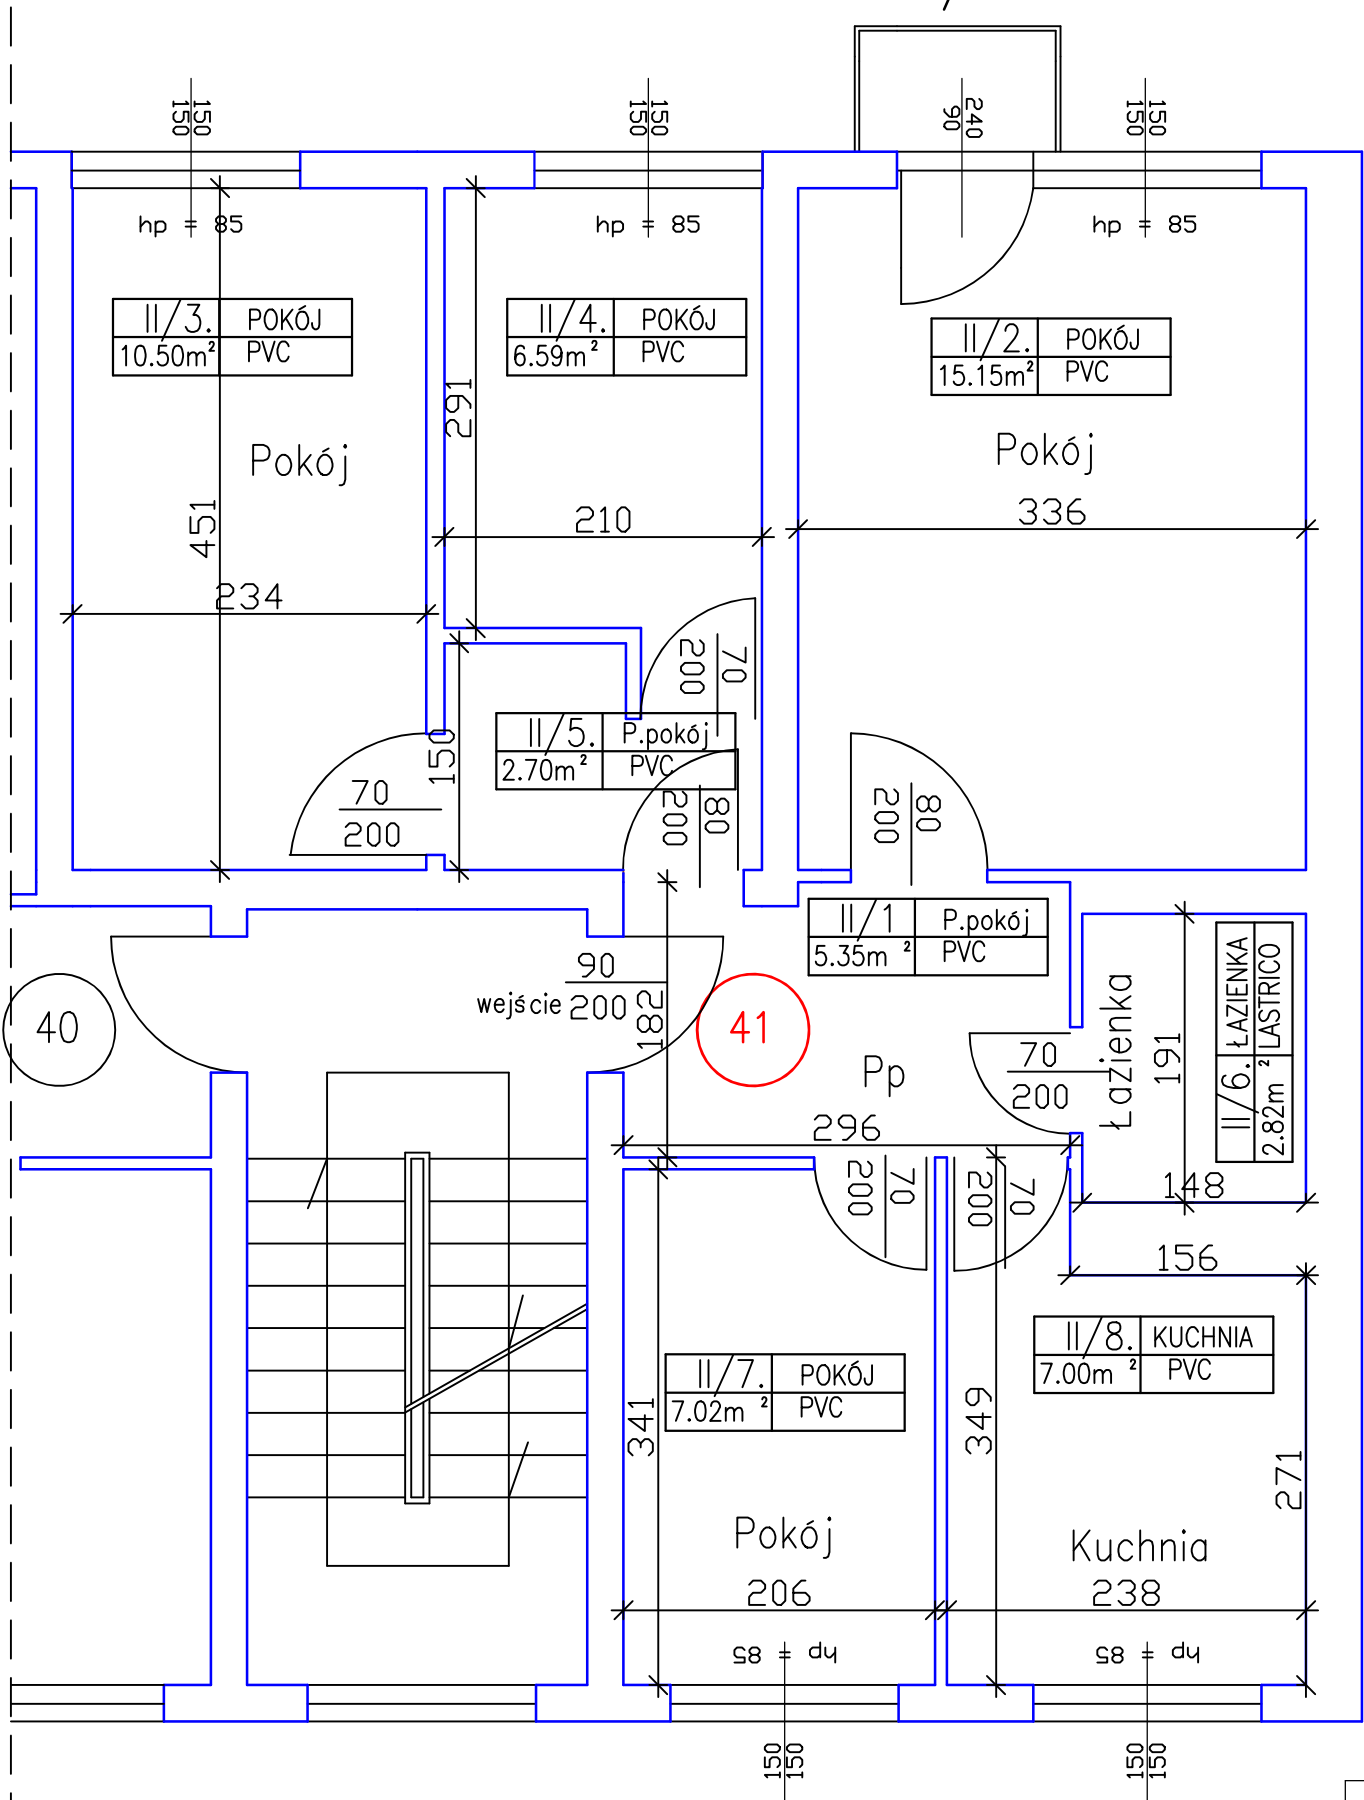 150
150
150
150
240
90
150
150
hp = 85
hp = 85
hp = 85
II/3. POKÓJ
10.50m² PVC
II/4. POKÓJ
6.59m² PVC
II/2. POKÓJ
15.15m² PVC
291
Pokój
Pokój
451
210
336
234
70
200
II/5. P.pokój
2.70m² PVC
150
70
200
80
200
80
200
II/1 P.pokój
5.35m² PVC
90
wejście 200
182
40
41
Pp
70
200
Łazienka
191
II/6. ŁAZIENKA
2.82m² LASTRICO
296
70
200
70
200
148
156
II/8. KUCHNIA
7.00m² PVC
II/7. POKÓJ
7.02m² PVC
341
349
271
Pokój
Kuchnia
206
238
hp = 85
hp = 85
150
150
150
150